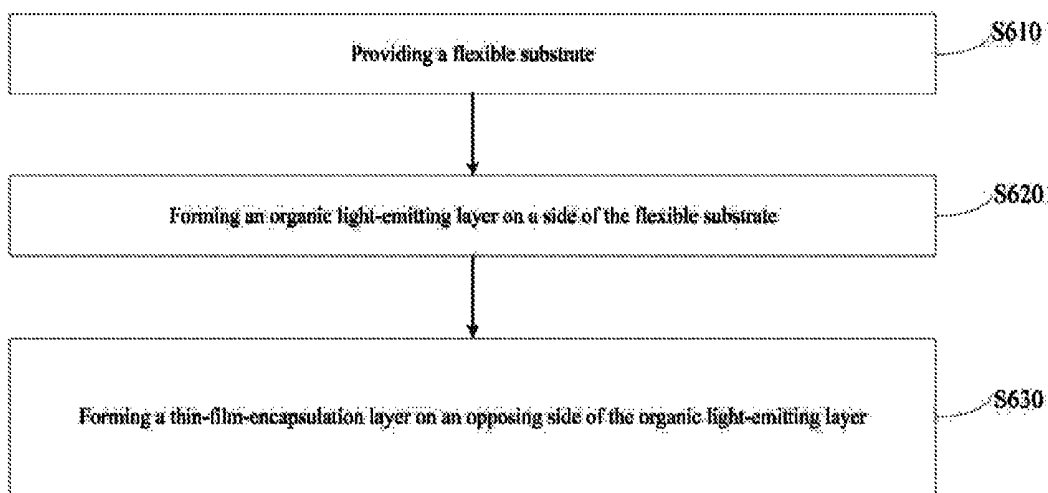 Providing a flexible substrate
S610
Forming an organic light-emitting layer on a side of the flexible substrate
S620
Forming a thin-film-encapsulation layer on an opposing side of the organic light-emitting layer
S630